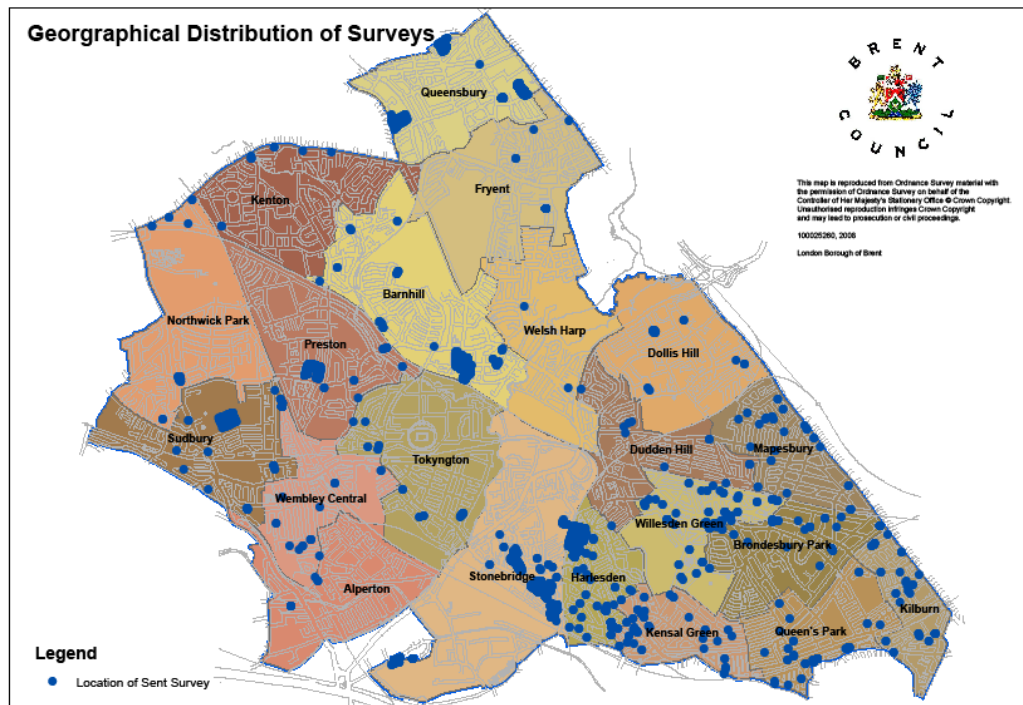 Georgraphical Distribution of Surveys
BRENT
COUNCIL
This map is reproduced from Ordnance Survey material with
the permission of Ordnance Survey on behalf of the
Controller of Her Majesty's Stationery Office © Crown Copyright.
Unauthorised reproduction infringes Crown Copyright
and may lead to prosecution or civil proceedings.
100025260, 2006
London Borough of Brent
Queensbury
Fryent
Kenton
Barnhill
Northwick Park
Welsh Harp
Preston
Dollis Hill
Sudbury
Dudden Hill
Mapesbury
Tokyngton
Wembley Central
Willesden Green
Brondesbury Park
Stonebridge
Harlesden
Alperton
Kilburn
Kensal Green
Queen's Park
Legend
Location of Sent Survey